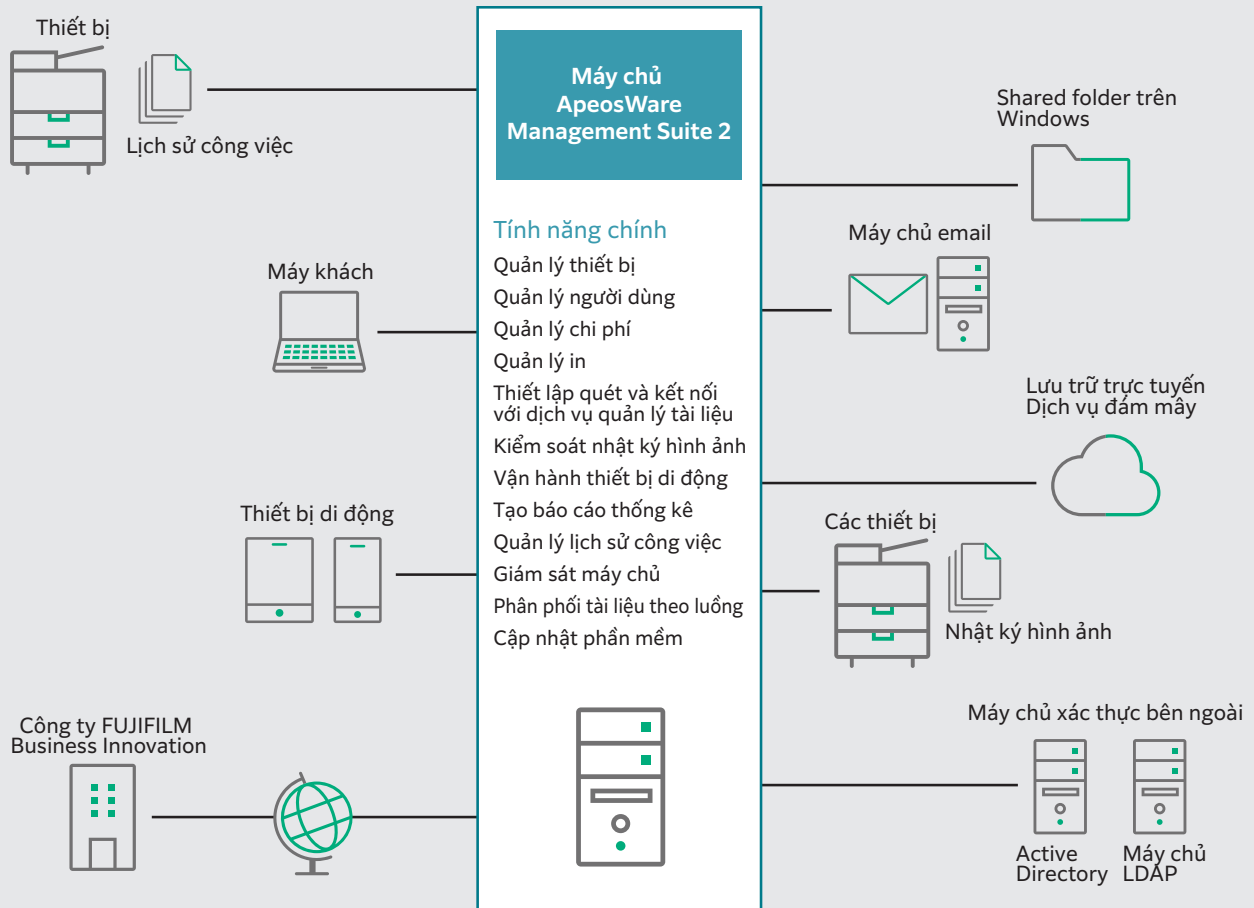 Thiết bị
Lịch sử công việc
Máy khách
Thiết bị di động
Công ty FUJIFILM
Business Innovation
Máy chủ
ApeosWare
Management Suite 2
Tính năng chính
Quản lý thiết bị
Quản lý người dùng
Quản lý chi phí
Quản lý in
Thiết lập quét và kết nối
với dịch vụ quản lý tài liệu
Kiểm soát nhật ký hình ảnh
Vận hành thiết bị di động
Tạo báo cáo thống kê
Quản lý lịch sử công việc
Giám sát máy chủ
Phân phối tài liệu theo luồng
Cập nhật phần mềm
Shared folder trên
Windows
Máy chủ email
Lưu trữ trực tuyến
Dịch vụ đám mây
Các thiết bị
Nhật ký hình ảnh
Máy chủ xác thực bên ngoài
Active
Directory
Máy chủ
LDAP